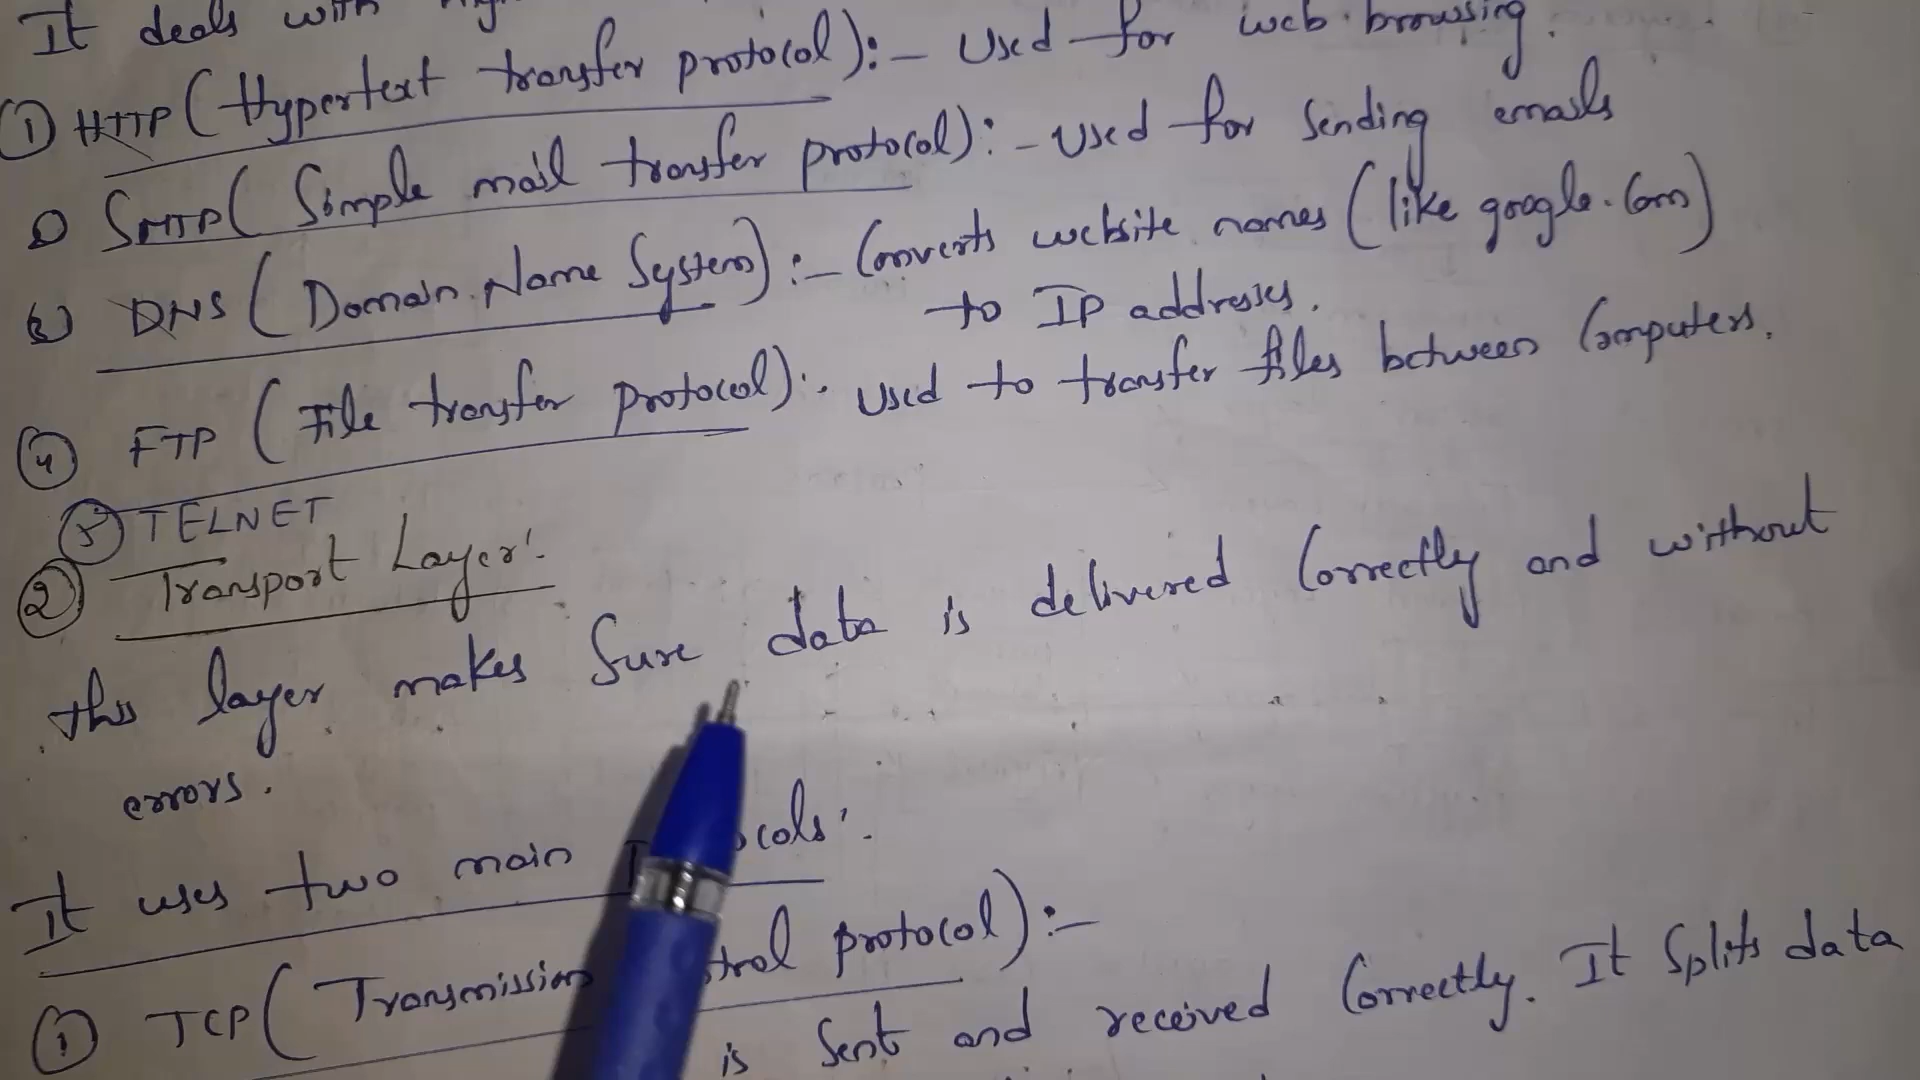 It deals with
① HTTP (Hypertext transfer protocol):- Used for web browsing.
② SMTP (Simple mail transfer protocol):- Used for sending emails
③ DNS (Domain Name System):- Converts website names (like google.com)
to IP addresses.
④ FTP (File transfer protocol):- Used to transfer files between Computers.
⑤ TELNET
② Transport Layer:-
This layer makes Sure data is delivered Correctly and without
errors.
It uses two main
① TCP (Transmission protocol):-
is Sent and received Correctly. It Splits data